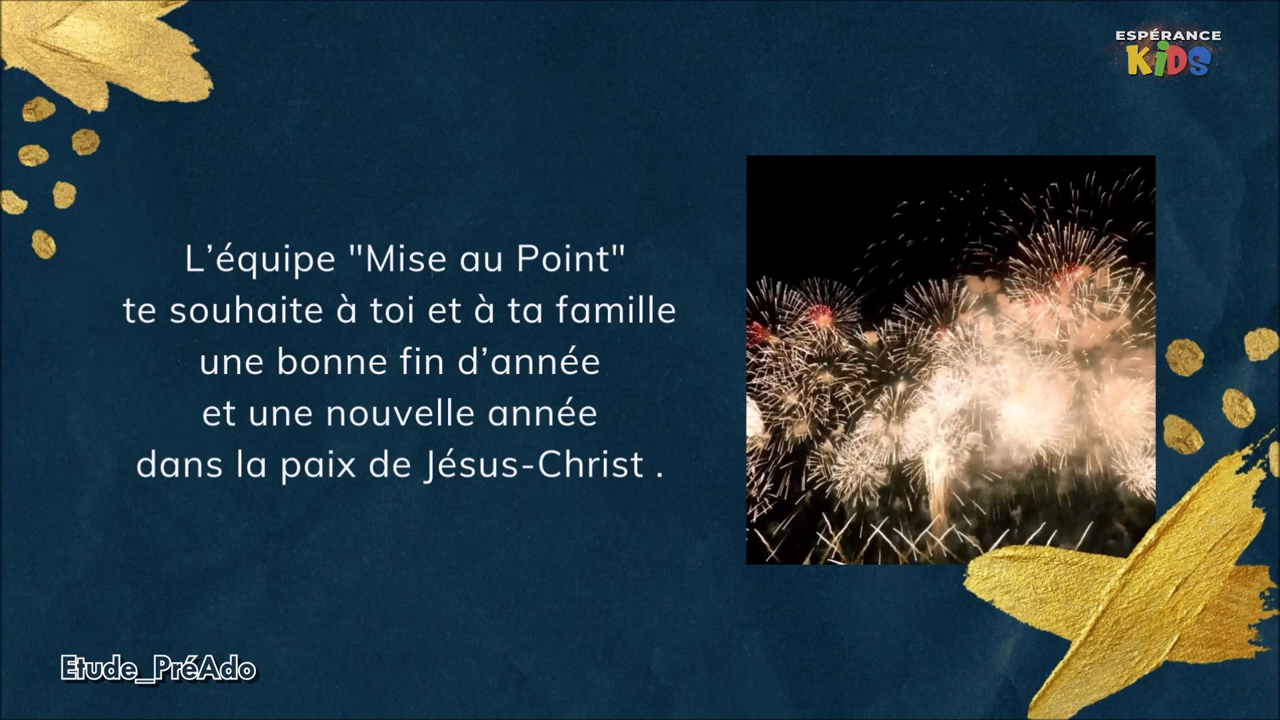 ESPÉRANCE
KiDS
L’équipe "Mise au Point"
te souhaite à toi et à ta famille
une bonne fin d’année
et une nouvelle année
dans la paix de Jésus-Christ .
Etude_PréAdo